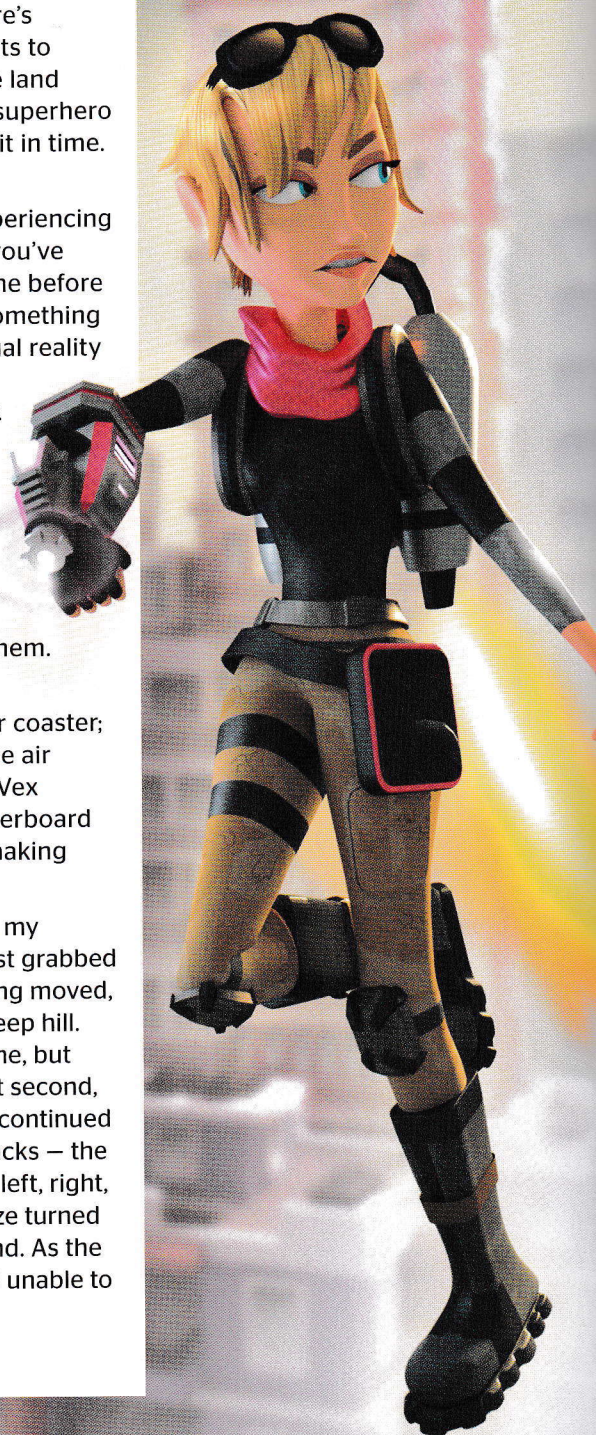 re's
ts to
e land
superhero
it in time.
periencing
you've
ne before
omething
ual reality
.
hem.
r coaster;
e air
Vex
erboard
naking
my
st grabbed
ng moved,
eep hill.
ne, but
t second,
continued
cks – the
left, right,
ze turned
nd. As the
unable to